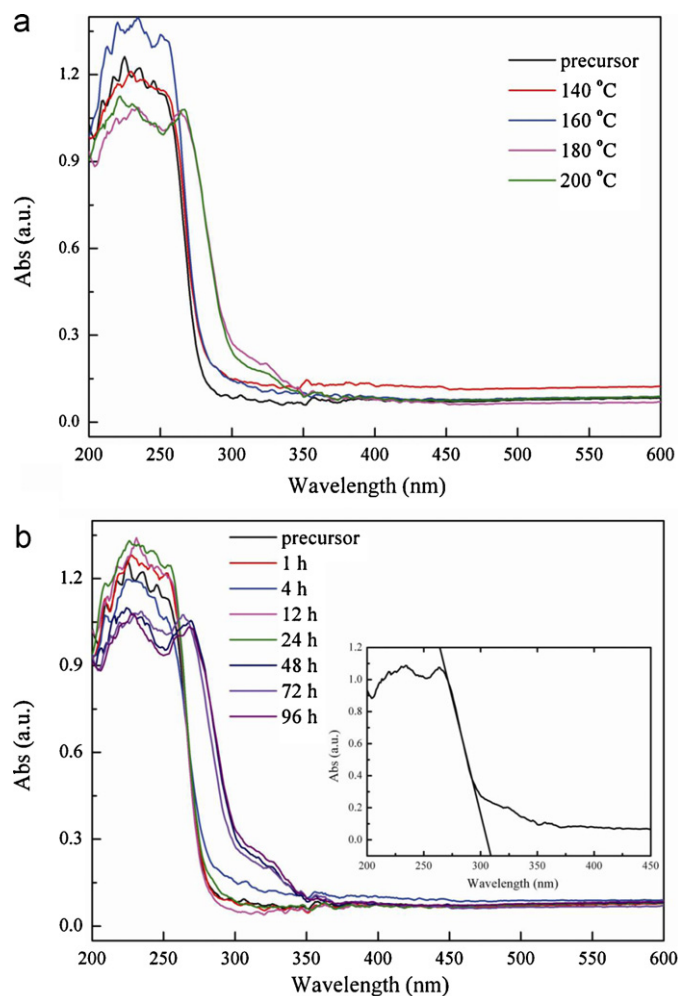 a
1.2
0.9
0.6
0.3
0.0
Abs (a.u.)
precursor
140 °C
160 °C
180 °C
200 °C
200 250 300 350 400 450 500 550 600
Wavelength (nm)
b
1.2
0.9
0.6
0.3
0.0
Abs (a.u.)
precursor
1 h
4 h
12 h
24 h
48 h
72 h
96 h
1.2
1.0
0.8
0.6
0.4
0.2
0.0
Abs (a.u.)
200 250 300 350 400 450
Wavelength (nm)
200 250 300 350 400 450 500 550 600
Wavelength (nm)